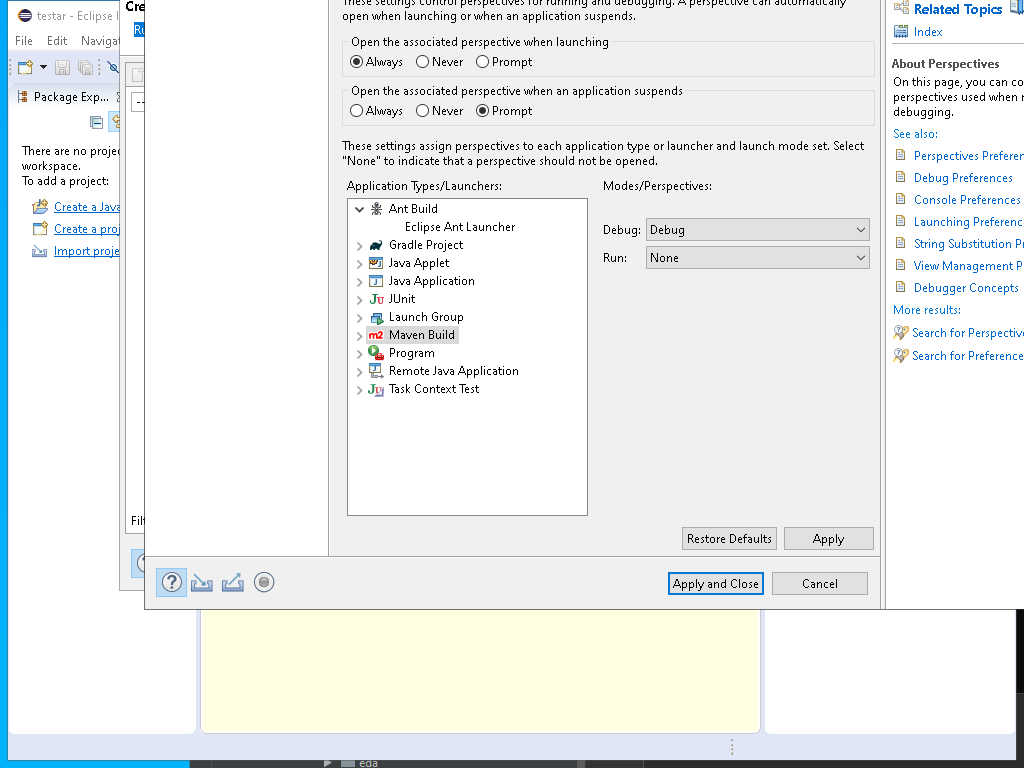 testar - Eclipse I
File Edit Navigat
Package Exp...
There are no proje
workspace.
To add a project:
Create a Java
Create a proj
Import proje
Cre
Ru
Filt
These settings control perspectives for running and debugging. A perspective can automatically
open when launching or when an application suspends.
Open the associated perspective when launching
Always Never Prompt
Open the associated perspective when an application suspends
Always Never Prompt
These settings assign perspectives to each application type or launcher and launch mode set. Select
"None" to indicate that a perspective should not be opened.
Application Types/Launchers:
Modes/Perspectives:
Ant Build
Eclipse Ant Launcher
Gradle Project
Java Applet
Java Application
JUnit
Launch Group
m2 Maven Build
Program
Remote Java Application
Task Context Test
Debug: Debug
Run: None
Restore Defaults Apply
Apply and Close Cancel
Related Topics
Index
About Perspectives
On this page, you can co
perspectives used when r
debugging.
See also:
Perspectives Preferen
Debug Preferences
Console Preferences
Launching Preferenc
String Substitution Pr
View Management P
Debugger Concepts
More results:
Search for Perspective
Search for Preference
eda